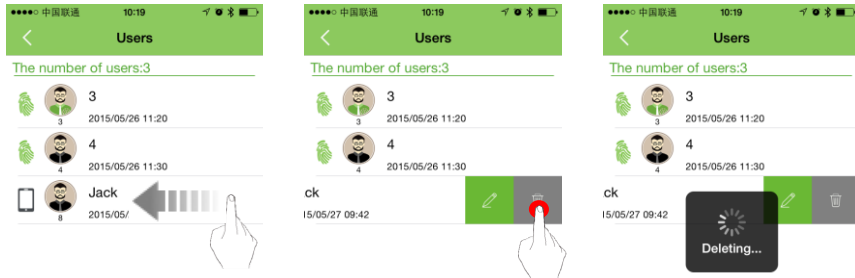 中国联通 10:19
Users
The number of users:3
3
3
2015/05/26 11:20
4
4
2015/05/26 11:30
Jack
8
2015/05/
中国联通 10:19
Users
The number of users:3
3
3
2015/05/26 11:20
4
4
2015/05/26 11:30
ck
15/05/27 09:42
中国联通 10:19
Users
The number of users:3
3
3
2015/05/26 11:20
4
4
2015/05/26 11:30
ck
15/05/27 09:42
Deleting...